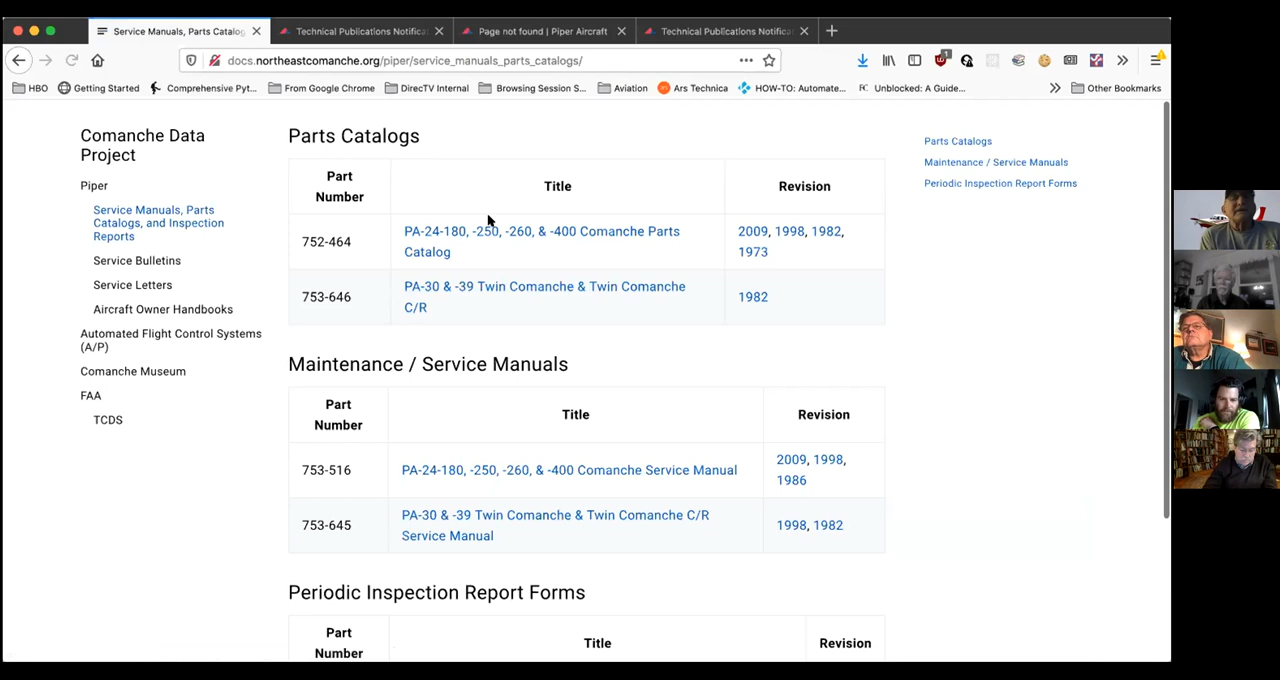 Service Manuals, Parts Catalog
Technical Publications Notifica
Page not found | Piper Aircraft
Technical Publications Notifica
docs.northeastcomanche.org/piper/service_manuals_parts_catalogs/
1
HBO
Getting Started
Comprehensive Pyt...
From Google Chrome
DirecTV Internal
Browsing Session S...
Aviation
Ars Technica
HOW-TO: Automate...
Unblocked: A Guide...
Other Bookmarks
Comanche Data
Project
Piper
Service Manuals, Parts
Catalogs, and Inspection
Reports
Service Bulletins
Service Letters
Aircraft Owner Handbooks
Automated Flight Control Systems
(A/P)
Comanche Museum
FAA
TCDS
Parts Catalogs
Part
Number
Title
Revision
752-464
PA-24-180, -250, -260, & -400 Comanche Parts
Catalog
2009, 1998, 1982,
1973
753-646
PA-30 & -39 Twin Comanche & Twin Comanche
C/R
1982
Maintenance / Service Manuals
Part
Number
Title
Revision
753-516
PA-24-180, -250, -260, & -400 Comanche Service Manual
2009, 1998,
1986
753-645
PA-30 & -39 Twin Comanche & Twin Comanche C/R
Service Manual
1998, 1982
Periodic Inspection Report Forms
Part
Number
Title
Revision
Parts Catalogs
Maintenance / Service Manuals
Periodic Inspection Report Forms